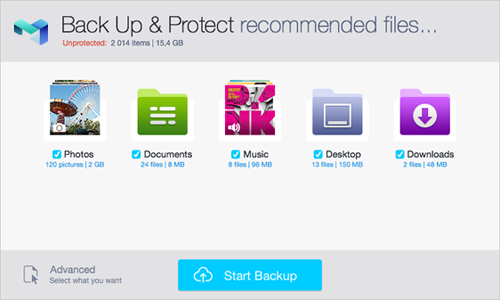 Back Up & Protect recommended files...
Unprotected: 2 014 items | 15,4 GB
NK
Photos
120 pictures | 2 GB
Documents
24 files | 8 MB
Music
8 files | 96 MB
Desktop
13 files | 150 MB
Downloads
2 files | 48 MB
Advanced
Select what you want
Start Backup